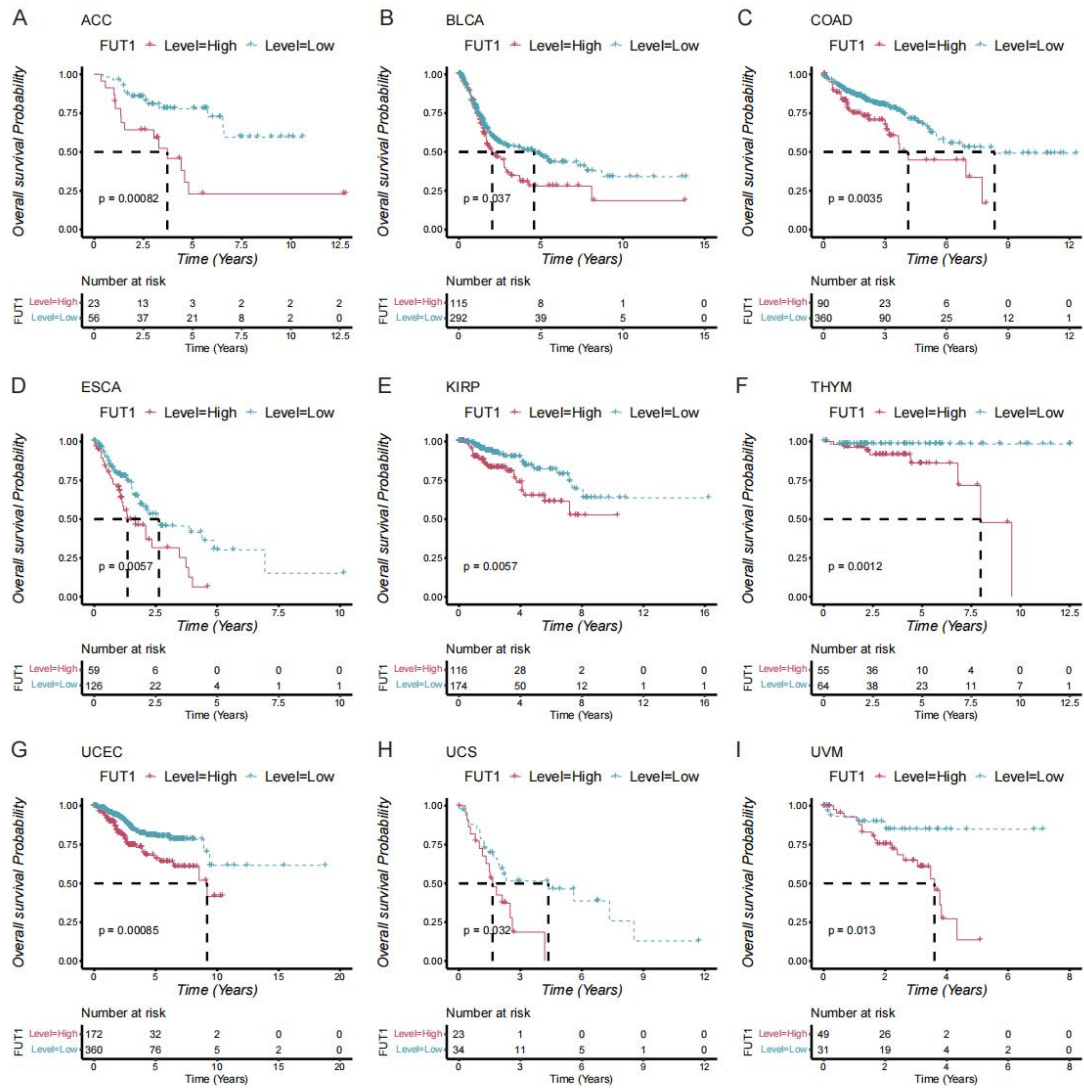 A ACC
FUT1 Level=High Level=Low
Overall survival Probability
1.00
0.75
0.50
0.25
0.00
p = 0.00082
0 2.5 5 7.5 10 12.5
Time (Years)
Number at risk
FUT1
Level=High 23 13 3 2 2 2
Level=Low 56 37 21 8 2 0
0 2.5 5 7.5 10 12.5
Time (Years)
B BLCA
FUT1 Level=High Level=Low
Overall survival Probability
1.00
0.75
0.50
0.25
0.00
p = 0.037
0 5 10 15
Time (Years)
Number at risk
FUT1
Level=High 115 8 1 0
Level=Low 292 39 5 0
0 5 10 15
Time (Years)
C COAD
FUT1 Level=High Level=Low
Overall survival Probability
1.00
0.75
0.50
0.25
0.00
p = 0.0035
0 3 6 9 12
Time (Years)
Number at risk
FUT1
Level=High 90 23 6 0 0
Level=Low 360 90 25 12 1
0 3 6 9 12
Time (Years)
D ESCA
FUT1 Level=High Level=Low
Overall survival Probability
1.00
0.75
0.50
0.25
0.00
p = 0.0057
0 2.5 5 7.5 10
Time (Years)
Number at risk
FUT1
Level=High 59 6 0 0 0
Level=Low 126 22 4 1 1
0 2.5 5 7.5 10
Time (Years)
E KIRP
FUT1 Level=High Level=Low
Overall survival Probability
1.00
0.75
0.50
0.25
0.00
p = 0.0057
0 4 8 12 16
Time (Years)
Number at risk
FUT1
Level=High 116 28 2 0 0
Level=Low 174 50 12 1 1
0 4 8 12 16
Time (Years)
F THYM
FUT1 Level=High Level=Low
Overall survival Probability
1.00
0.75
0.50
0.25
0.00
p = 0.0012
0 2.5 5 7.5 10 12.5
Time (Years)
Number at risk
FUT1
Level=High 55 36 10 4 0 0
Level=Low 64 38 23 11 7 1
0 2.5 5 7.5 10 12.5
Time (Years)
G UCEC
FUT1 Level=High Level=Low
Overall survival Probability
1.00
0.75
0.50
0.25
0.00
p = 0.00085
0 5 10 15 20
Time (Years)
Number at risk
FUT1
Level=High 172 32 2 0 0
Level=Low 360 76 5 2 0
0 5 10 15 20
Time (Years)
H UCS
FUT1 Level=High Level=Low
Overall survival Probability
1.00
0.75
0.50
0.25
0.00
p = 0.032
0 3 6 9 12
Time (Years)
Number at risk
FUT1
Level=High 23 1 0 0 0
Level=Low 34 11 5 1 0
0 3 6 9 12
Time (Years)
I UVM
FUT1 Level=High Level=Low
Overall survival Probability
1.00
0.75
0.50
0.25
0.00
p = 0.013
0 2 4 6 8
Time (Years)
Number at risk
FUT1
Level=High 49 26 2 0 0
Level=Low 31 19 4 2 0
0 2 4 6 8
Time (Years)